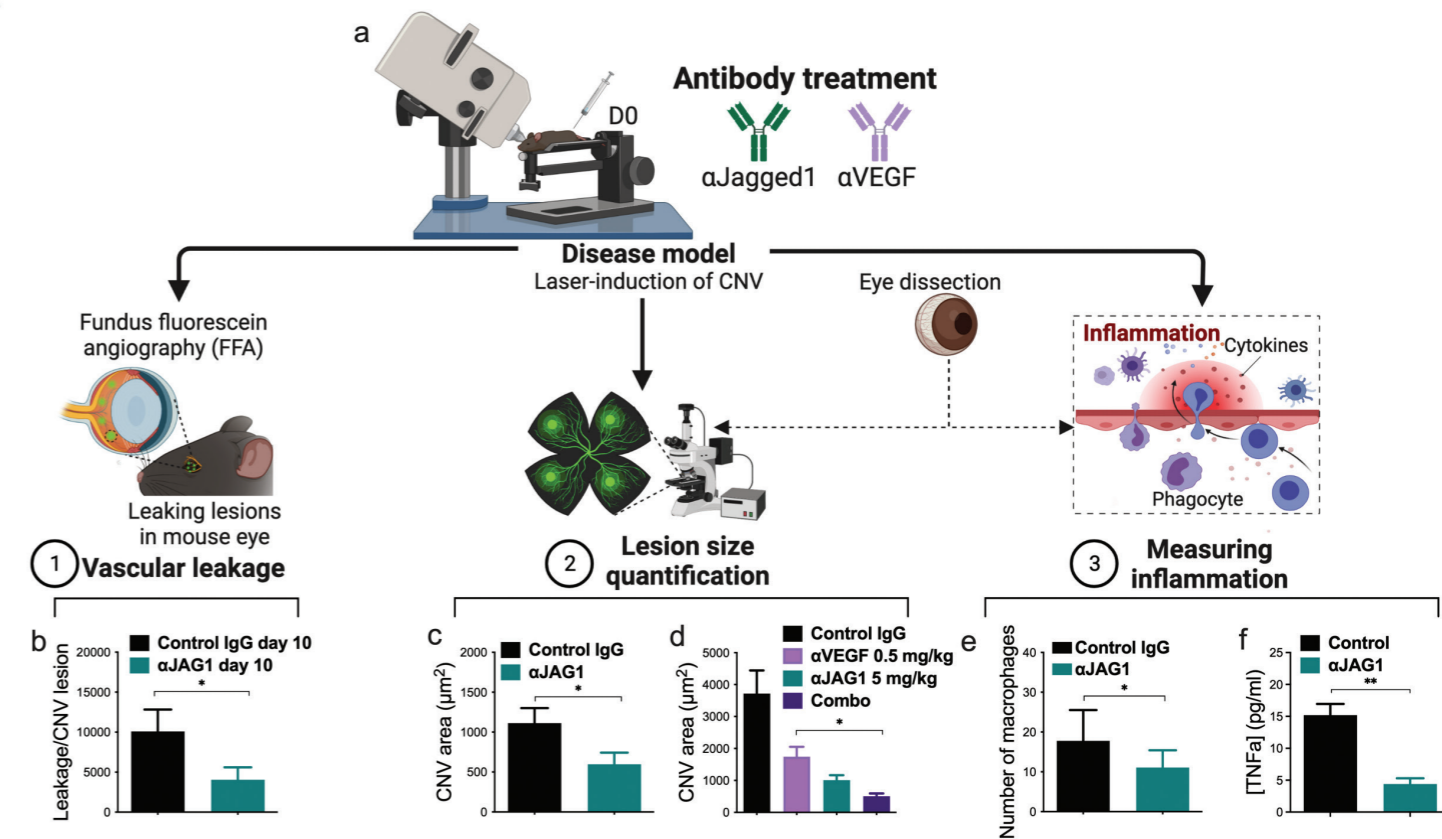 a
Antibody treatment
D0
αJagged1 αVEGF
Disease model
Laser-induction of CNV
Eye dissection
Fundus fluorescein
angiography (FFA)
Inflammation
Cytokines
Phagocyte
Leaking lesions
in mouse eye
1
Vascular leakage
2
Lesion size
quantification
3
Measuring
inflammation
b
Control IgG day 10
αJAG1 day 10
Leakage/CNV lesion
20000
15000
10000
5000
0
*
c
Control IgG
αJAG1
CNV area (µm²)
2000
1500
1000
500
0
*
d
Control IgG
αVEGF 0.5 mg/kg
αJAG1 5 mg/kg
Combo
CNV area (µm²)
5000
4000
3000
2000
1000
0
*
e
Control IgG
αJAG1
Number of macrophages
40
30
20
10
0
*
f
Control
αJAG1
[TNFa] (pg/ml)
25
20
15
10
5
0
**